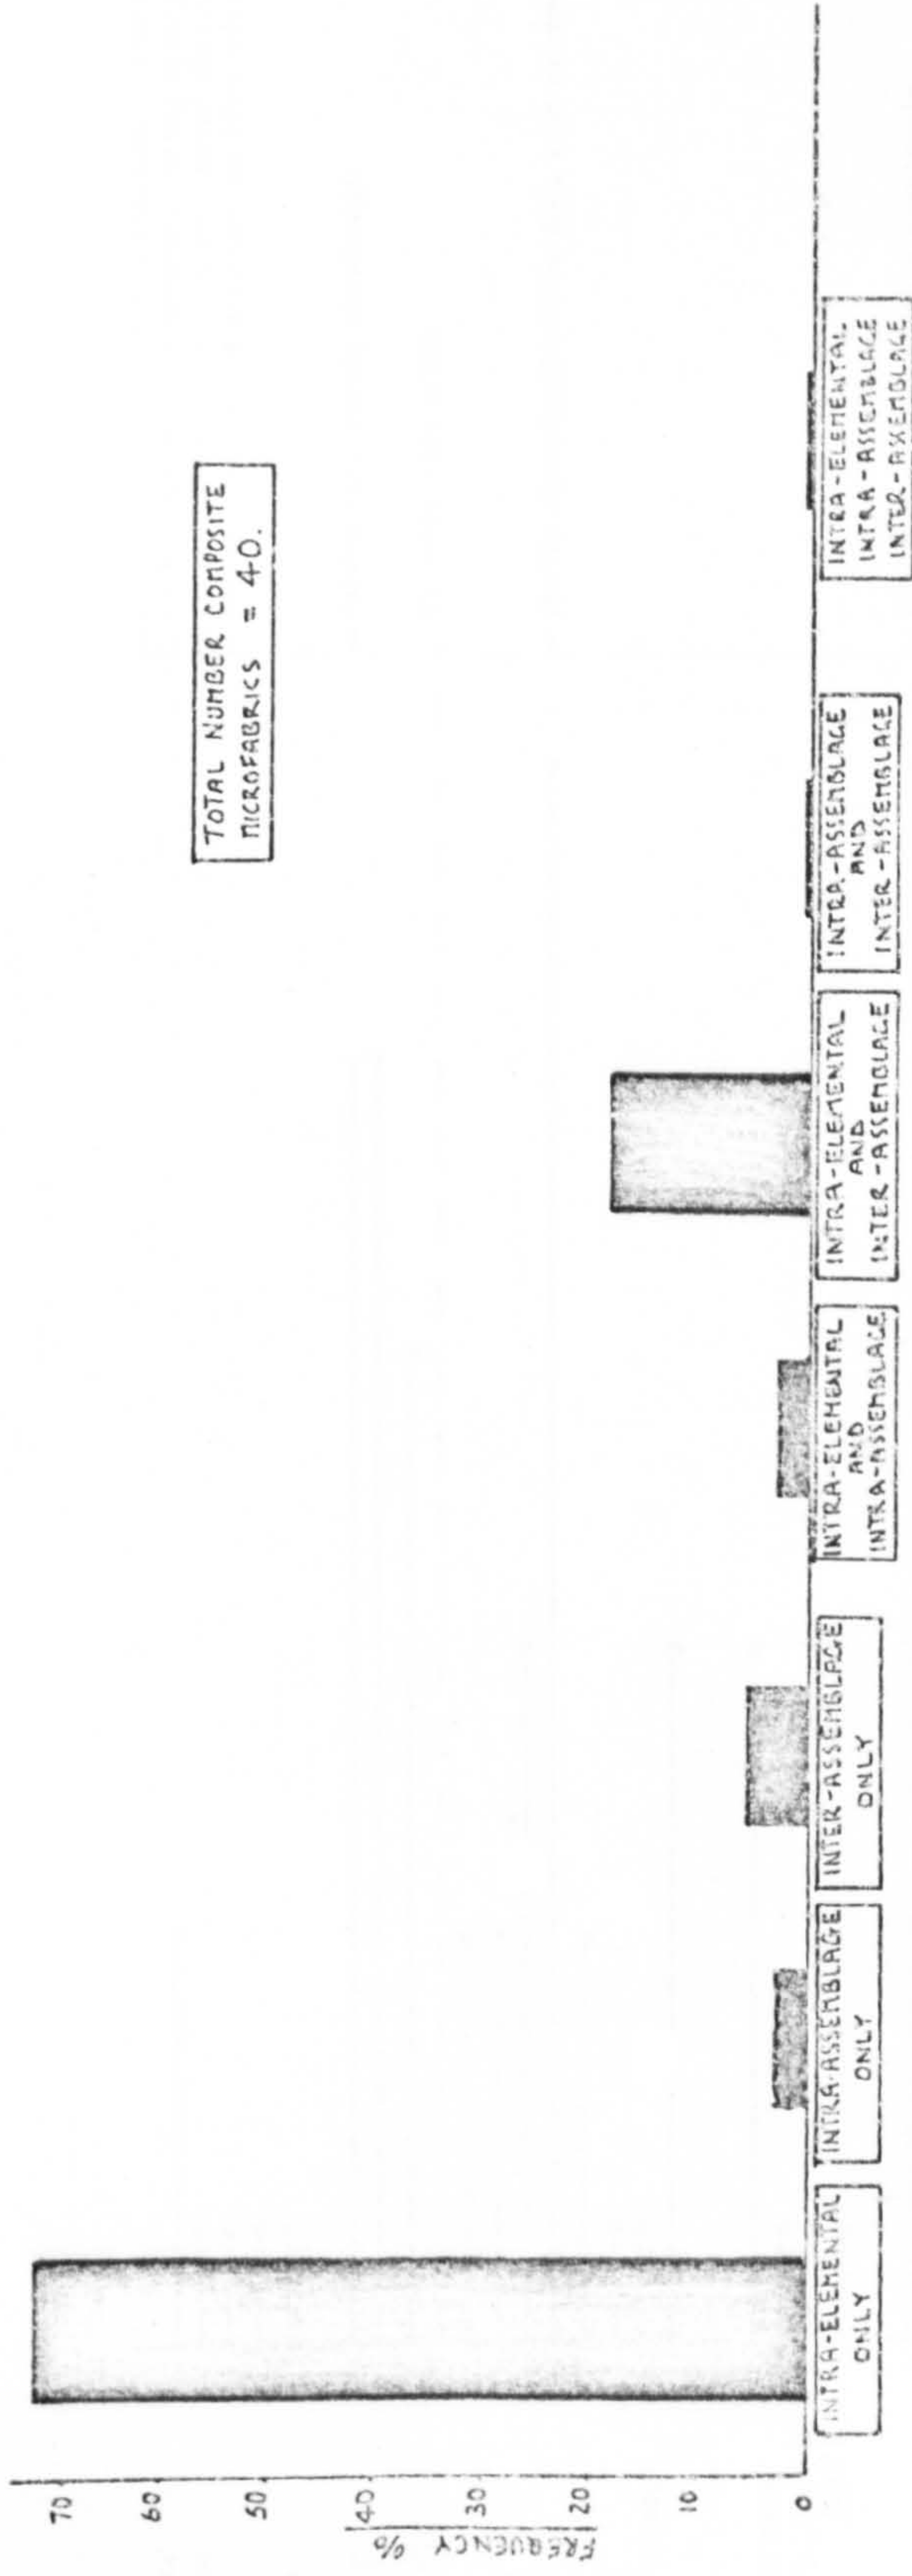 TOTAL NUMBER COMPOSITE
MICROFABRICS = 40.
FREQUENCY %
70
60
50
40
30
20
10
0
INTRA-ELEMENTAL
ONLY
INTRA-ASSEMBLAGE
ONLY
INTER-ASSEMBLAGE
ONLY
INTRA-ELEMENTAL
AND
INTRA-ASSEMBLAGE
INTRA-ELEMENTAL
AND
INTER-ASSEMBLAGE
INTRA-ASSEMBLAGE
AND
INTER-ASSEMBLAGE
INTRA-ELEMENTAL
INTRA-ASSEMBLAGE
INTER-ASSEMBLAGE